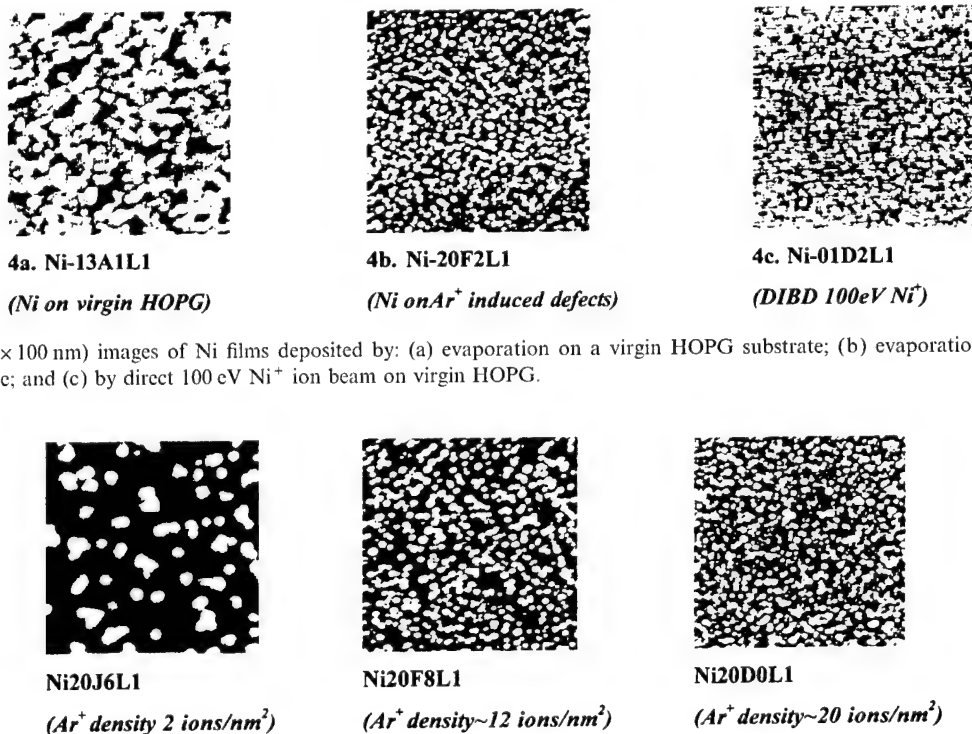 4a. Ni-13A1L1
(Ni on virgin HOPG)
4b. Ni-20F2L1
(Ni onAr⁺ induced defects)
4c. Ni-01D2L1
(DIBD 100eV Ni⁺)
× 100 nm) images of Ni films deposited by: (a) evaporation on a virgin HOPG substrate; (b) evaporatio
e; and (c) by direct 100 eV Ni⁺ ion beam on virgin HOPG.
Ni20J6L1
(Ar⁺ density 2 ions/nm²)
Ni20F8L1
(Ar⁺ density~12 ions/nm²)
Ni20D0L1
(Ar⁺ density~20 ions/nm²)